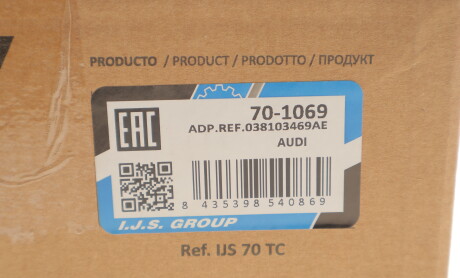 PRODUCTO / PRODUCT / PRODOTTO / ПРОДУКТ
EAC
70-1069
ADP.REF.038103469AE
AUDI
8 435398 540869
I.J.S. GROUP
Ref. IJS 70 TC